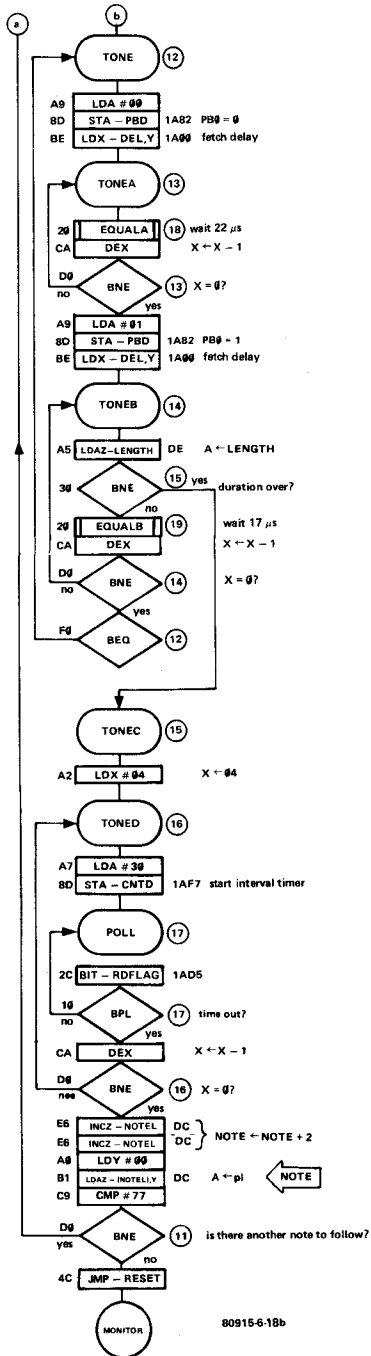 a
b
TONE 12
A9 LDA # 00
8D STA – PBD 1A82 PB0 = 0
BE LDX – DEL,Y 1A00 fetch delay
TONEA 13
20 EQUALA 18 wait 22 µs
CA DEX X ← X – 1
D0 no BNE 13 X = 0?
yes
A9 LDA # 01
8D STA – PBD 1A82 PB0 – 1
BE LDX – DEL,Y 1A00 fetch delay
TONEB 14
A5 LDAZ–LENGTH DE A ← LENGTH
30 BNE 15 yes duration over?
no
20 EQUALB 19 wait 17 µs
CA DEX X ← X – 1
D0 no BNE 14 X = 0?
yes
F0 BEQ 12
TONEC 15
A2 LDX # 04 X ← 04
TONED 16
A7 LDA # 30
8D STA – CNTD 1AF7 start interval timer
POLL 17
2C BIT – RDFLAG 1AD5
10 no BPL 17 time out?
yes
CA DEX X ← X – 1
D0 nee BNE 16 X = 0?
yes
E6 INCZ – NOTEL DC
E6 INCZ – NOTEL DC } NOTE ← NOTE + 2
A0 LDY # 00
B1 LDAZ – (NOTEL),Y DC A ← pl NOTE
C9 CMP # 77
D0 yes BNE 11 is there another note to follow?
no
4C JMP – RESET
MONITOR
80915-6-18b